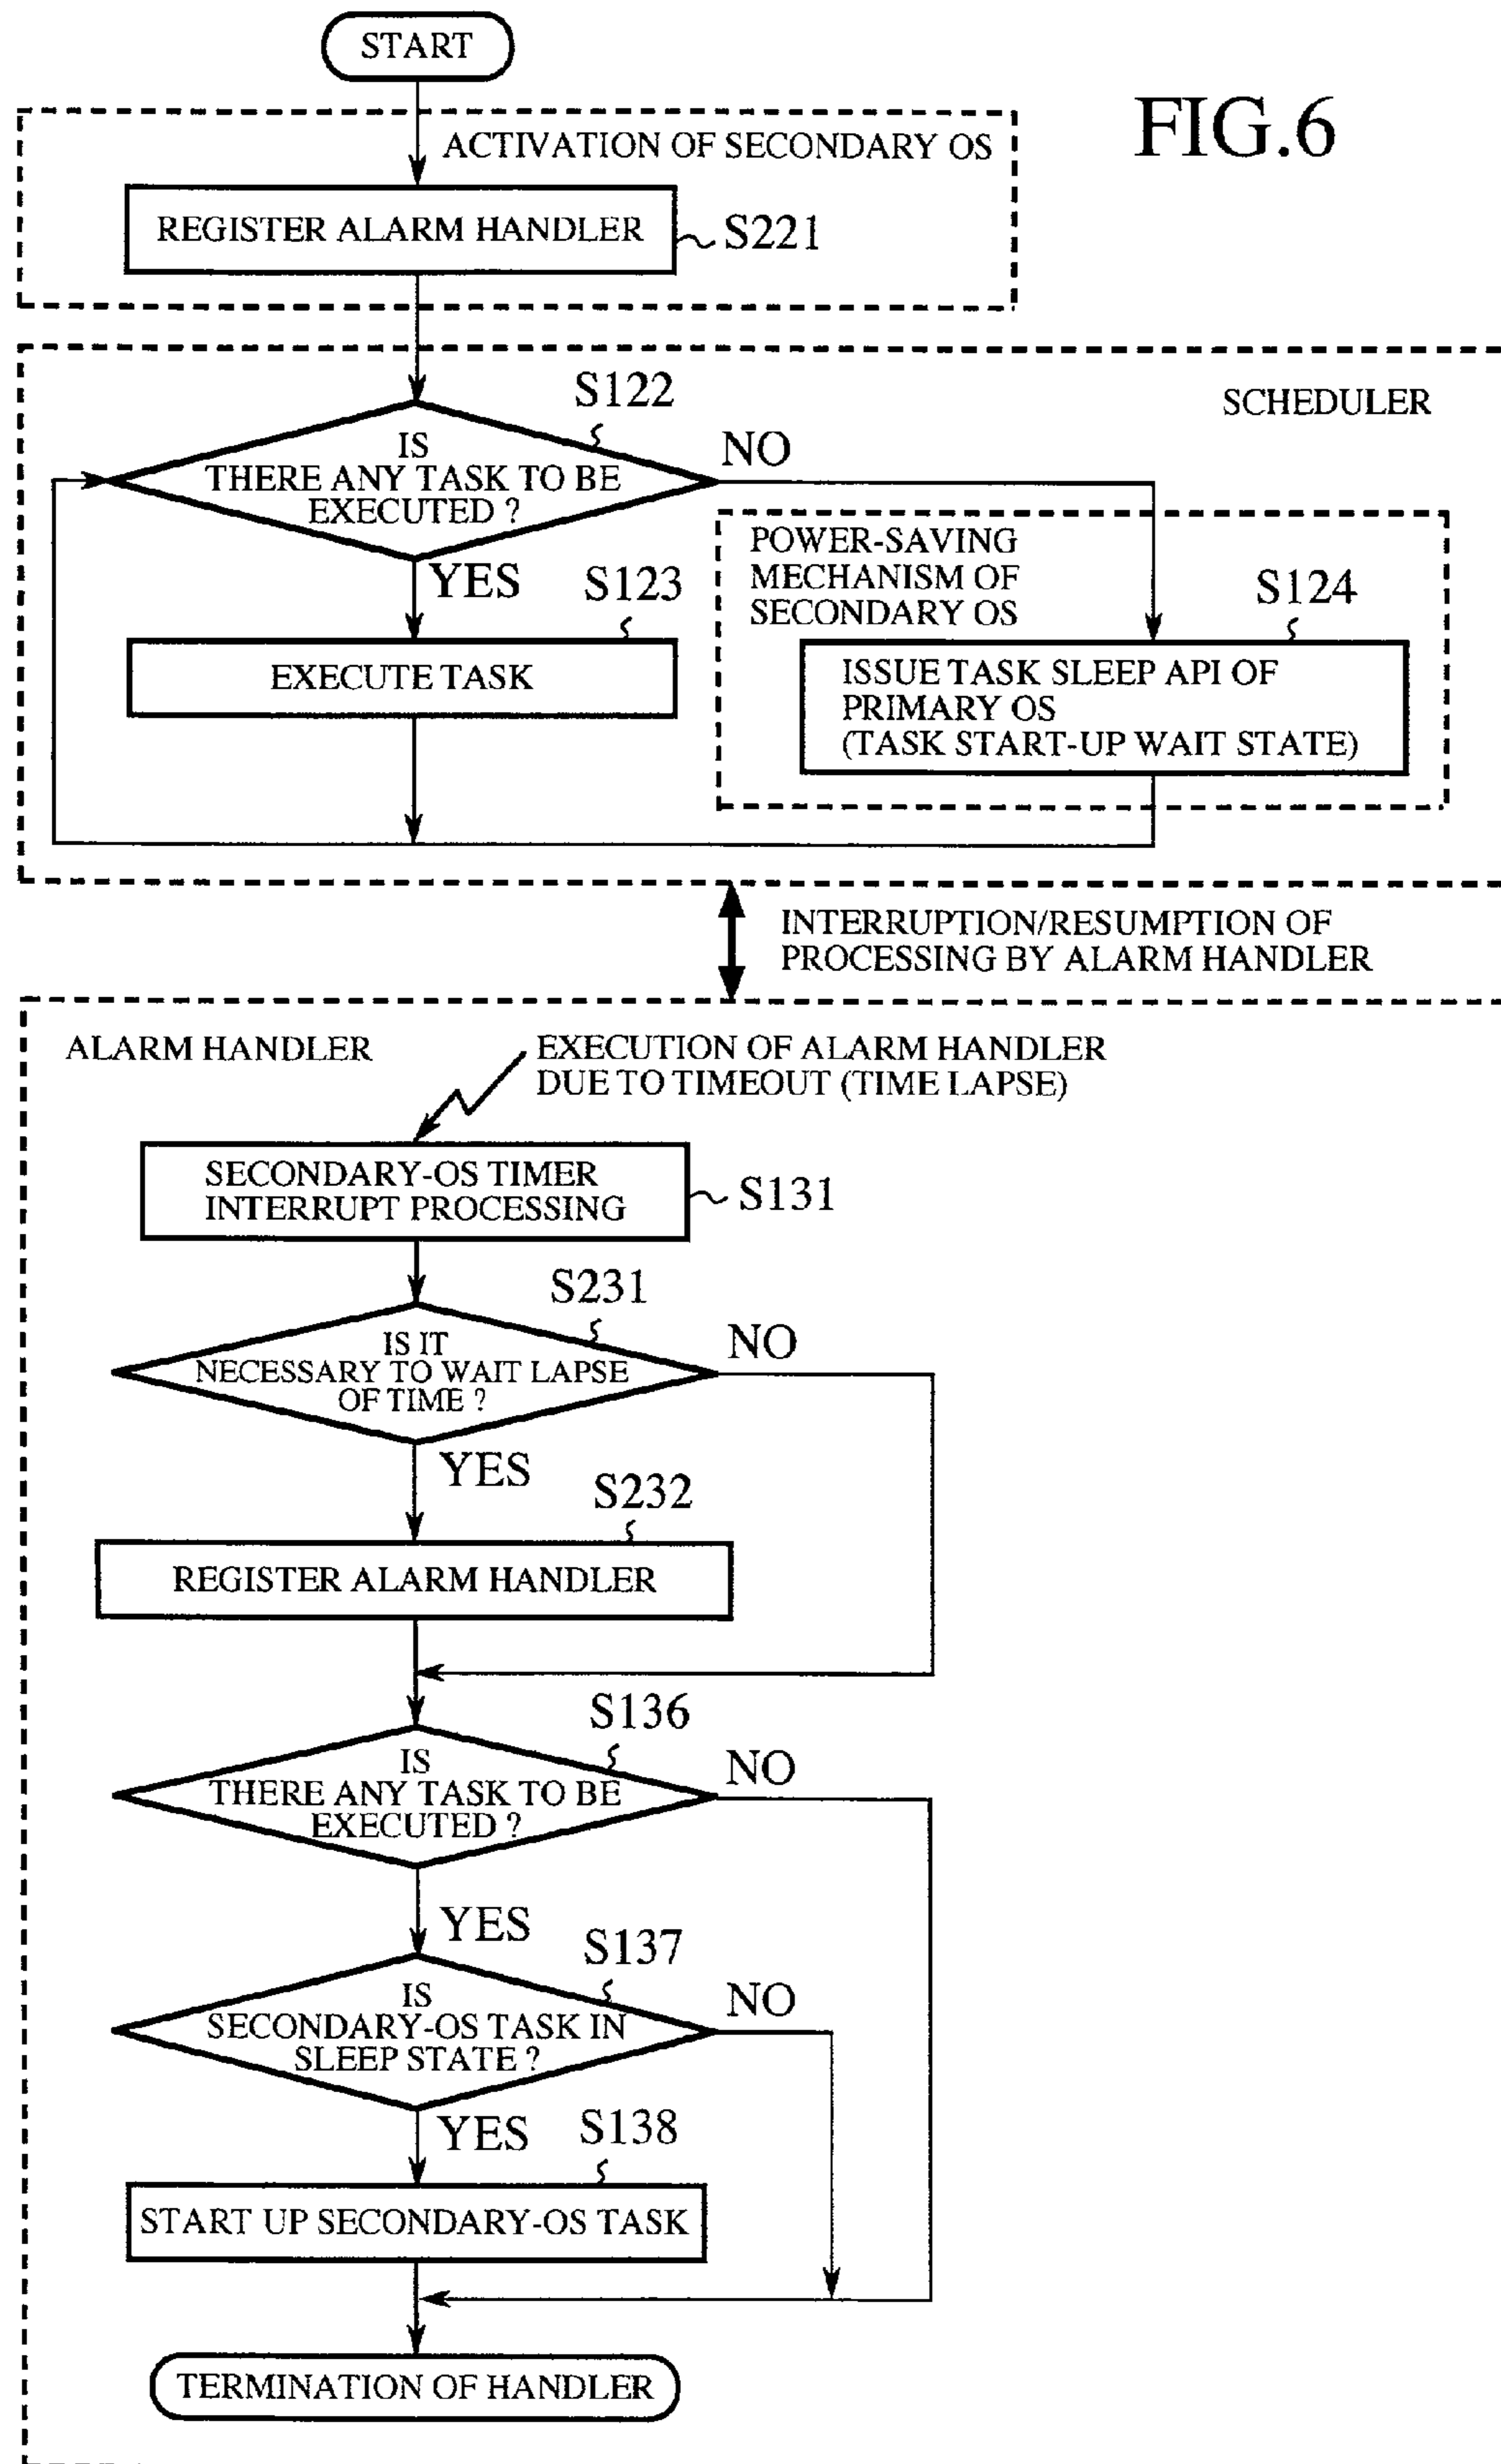 START
FIG.6
ACTIVATION OF SECONDARY OS
REGISTER ALARM HANDLER
S221
S122
SCHEDULER
IS
THERE ANY TASK TO BE
EXECUTED ?
NO
YES
S123
EXECUTE TASK
POWER-SAVING
MECHANISM OF
SECONDARY OS
S124
ISSUE TASK SLEEP API OF
PRIMARY OS
(TASK START-UP WAIT STATE)
INTERRUPTION/RESUMPTION OF
PROCESSING BY ALARM HANDLER
ALARM HANDLER
EXECUTION OF ALARM HANDLER
DUE TO TIMEOUT (TIME LAPSE)
SECONDARY-OS TIMER
INTERRUPT PROCESSING
S131
S231
IS IT
NECESSARY TO WAIT LAPSE
OF TIME ?
NO
YES
S232
REGISTER ALARM HANDLER
S136
IS
THERE ANY TASK TO BE
EXECUTED ?
NO
YES
S137
IS
SECONDARY-OS TASK IN
SLEEP STATE ?
NO
YES
S138
START UP SECONDARY-OS TASK
TERMINATION OF HANDLER